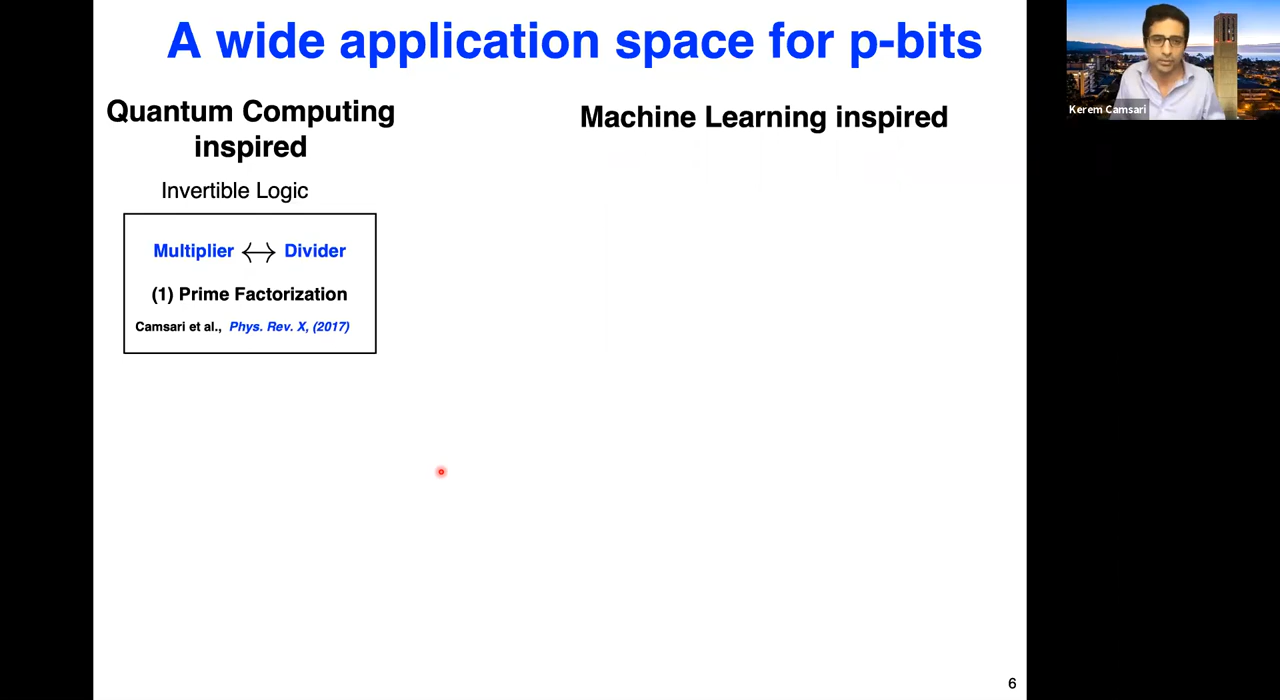 A wide application space for p-bits
Quantum Computing
inspired
Machine Learning inspired
Invertible Logic
Multiplier ↔ Divider
(1) Prime Factorization
Camsari et al., Phys. Rev. X, (2017)
Kerem Camsari
6